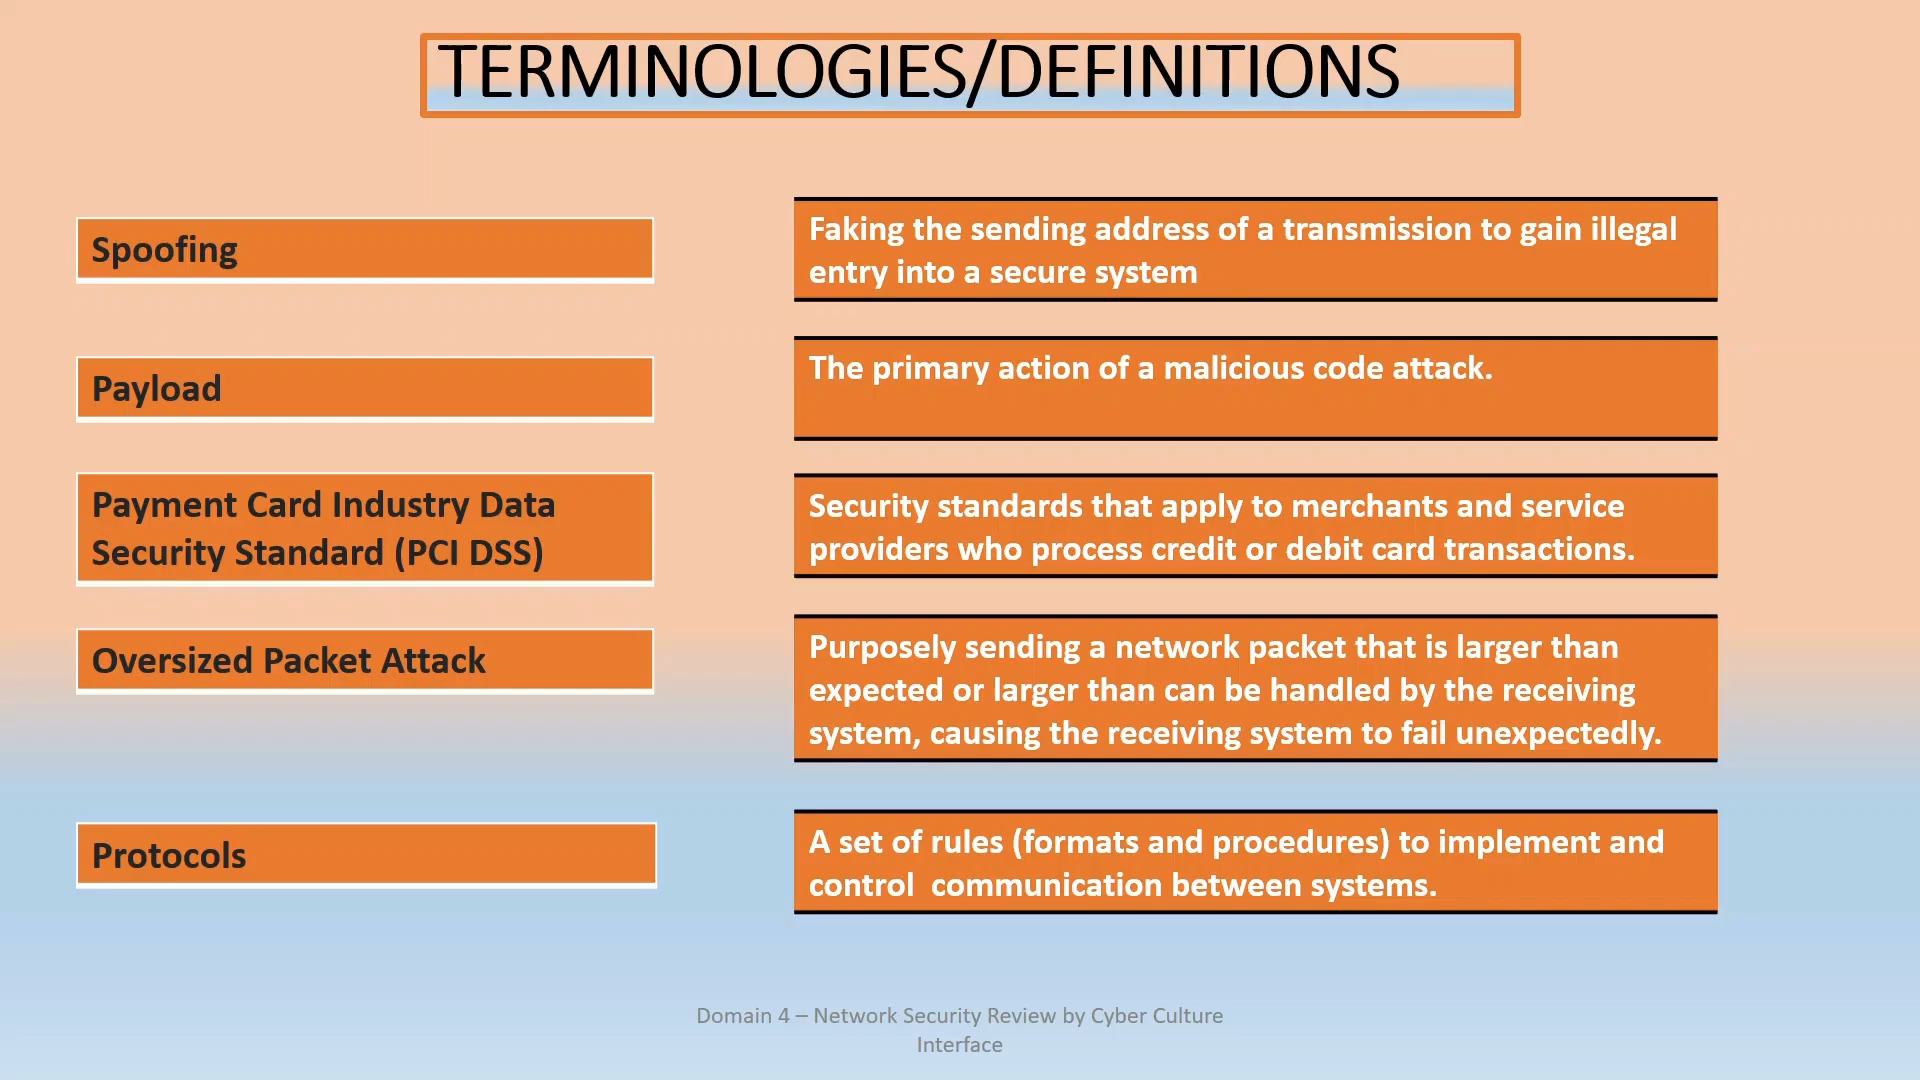 TERMINOLOGIES/DEFINITIONS
Spoofing
Faking the sending address of a transmission to gain illegal
entry into a secure system
Payload
The primary action of a malicious code attack.
Payment Card Industry Data
Security Standard (PCI DSS)
Security standards that apply to merchants and service
providers who process credit or debit card transactions.
Oversized Packet Attack
Purposely sending a network packet that is larger than
expected or larger than can be handled by the receiving
system, causing the receiving system to fail unexpectedly.
Protocols
A set of rules (formats and procedures) to implement and
control  communication between systems.
Domain 4 – Network Security Review by Cyber Culture
Interface